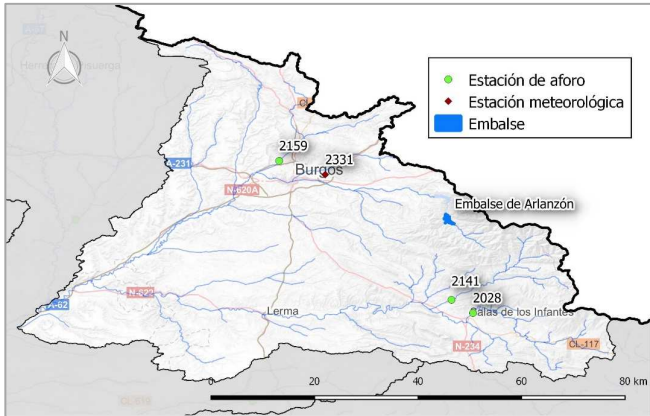 Estación de aforo
Estación meteorológica
Embalse
A-231
2159
2331
Burgos
N-620A
Embalse de Arlanzón
A-62
N-622
Lerma
2141
2028
Salas de los Infantes
N-234
CL-117
0
20
40
60
80 km